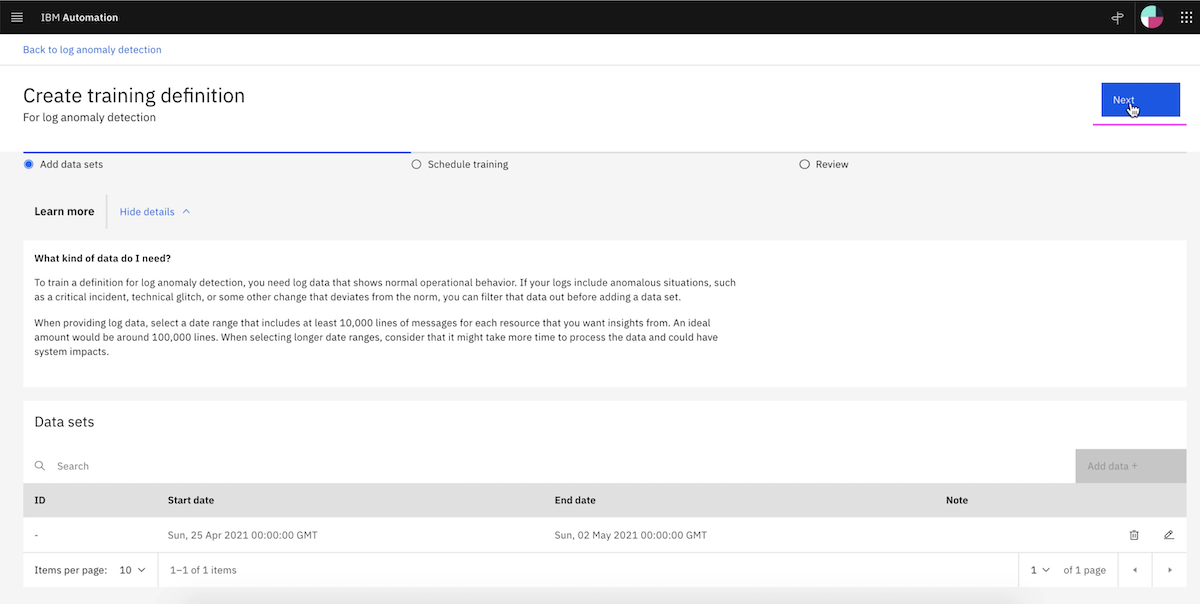 IBM Automation
Back to log anomaly detection
Create training definition
For log anomaly detection
Next
Add data sets
Schedule training
Review
Learn more
Hide details
What kind of data do I need?
To train a definition for log anomaly detection, you need log data that shows normal operational behavior. If your logs include anomalous situations, such
as a critical incident, technical glitch, or some other change that deviates from the norm, you can filter that data out before adding a data set.
When providing log data, select a date range that includes at least 10,000 lines of messages for each resource that you want insights from. An ideal
amount would be around 100,000 lines. When selecting longer date ranges, consider that it might take more time to process the data and could have
system impacts.
Data sets
Search
Add data +
ID Start date End date Note
- Sun, 25 Apr 2021 00:00:00 GMT Sun, 02 May 2021 00:00:00 GMT
Items per page: 10 1–1 of 1 items 1 of 1 page